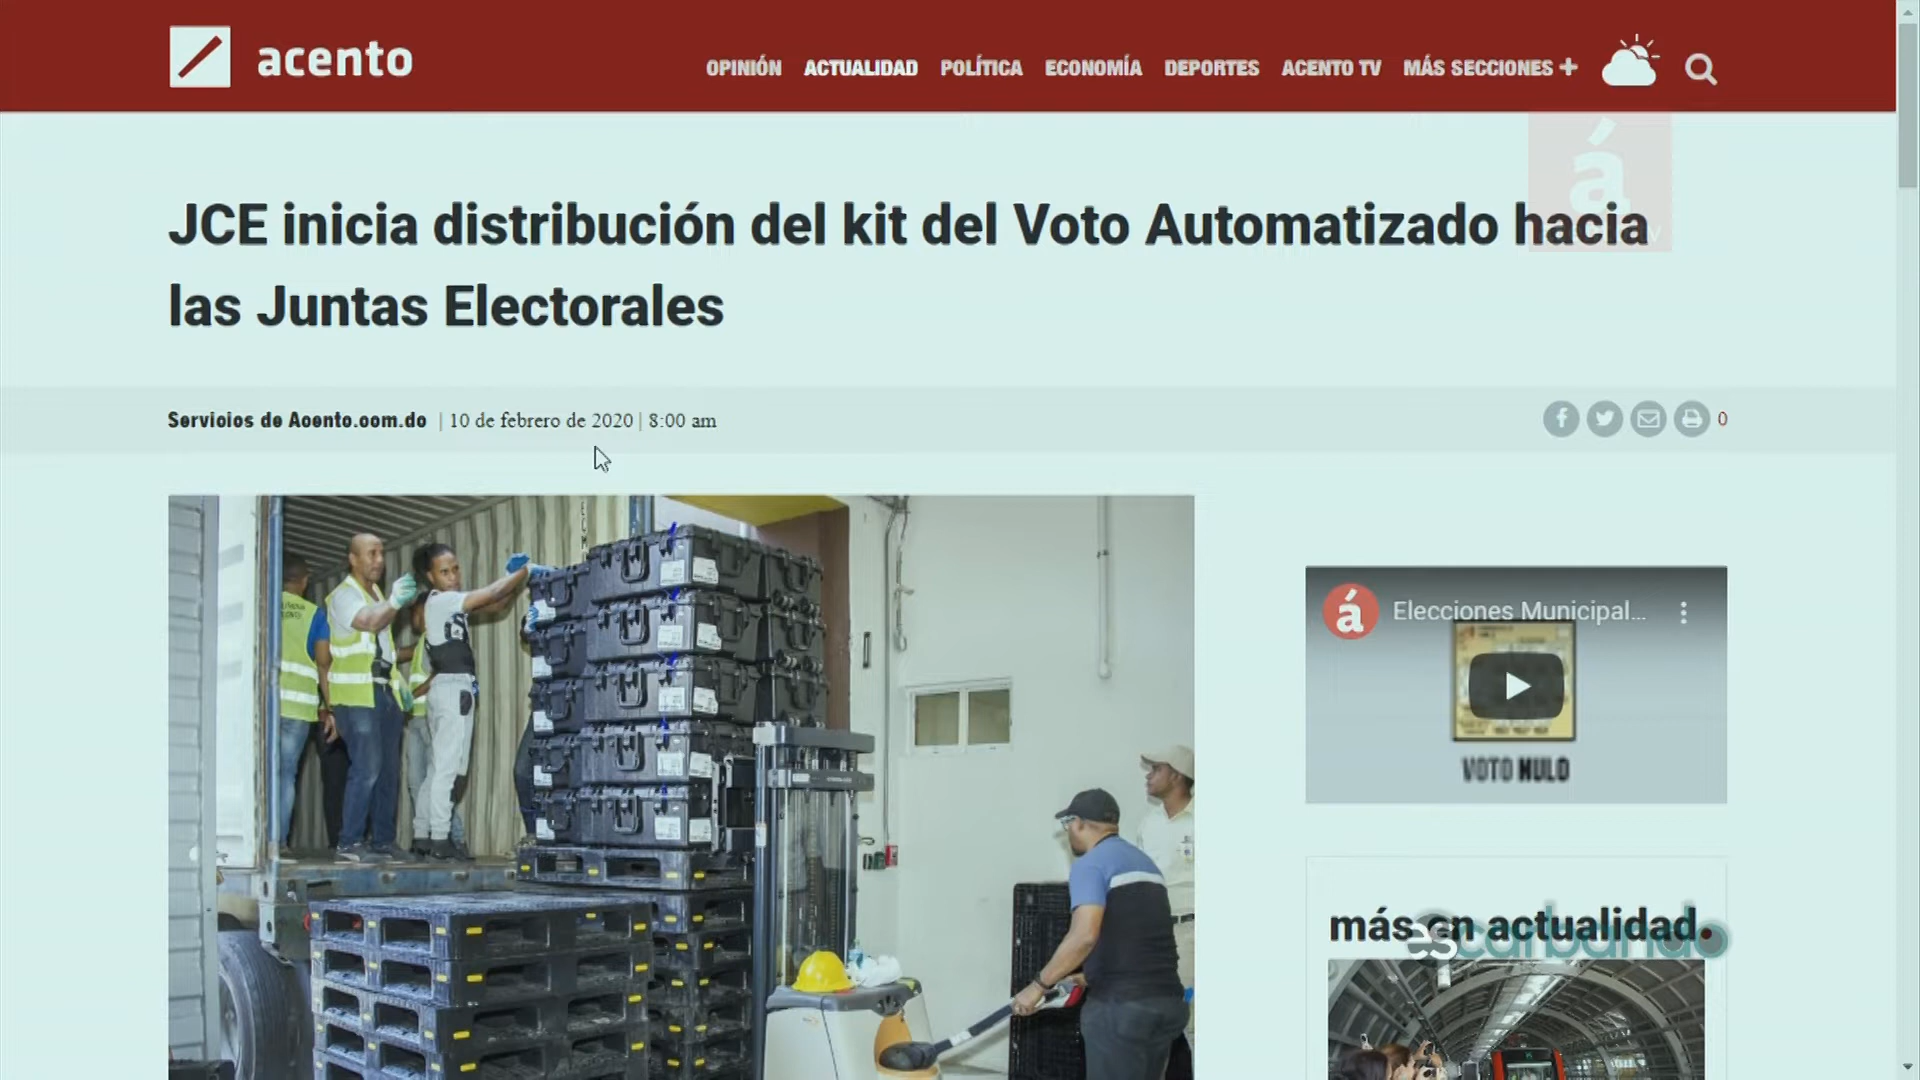 acento
OPINIÓN ACTUALIDAD POLÍTICA ECONOMÍA DEPORTES ACENTO TV MÁS SECCIONES +
á
JCE inicia distribución del kit del Voto Automatizado hacia
las Juntas Electorales
Servicios de Acento.com.do | 10 de febrero de 2020 | 8:00 am
0
á Elecciones Municipal...
VOTO NULO
más en actualidad.
escarbando